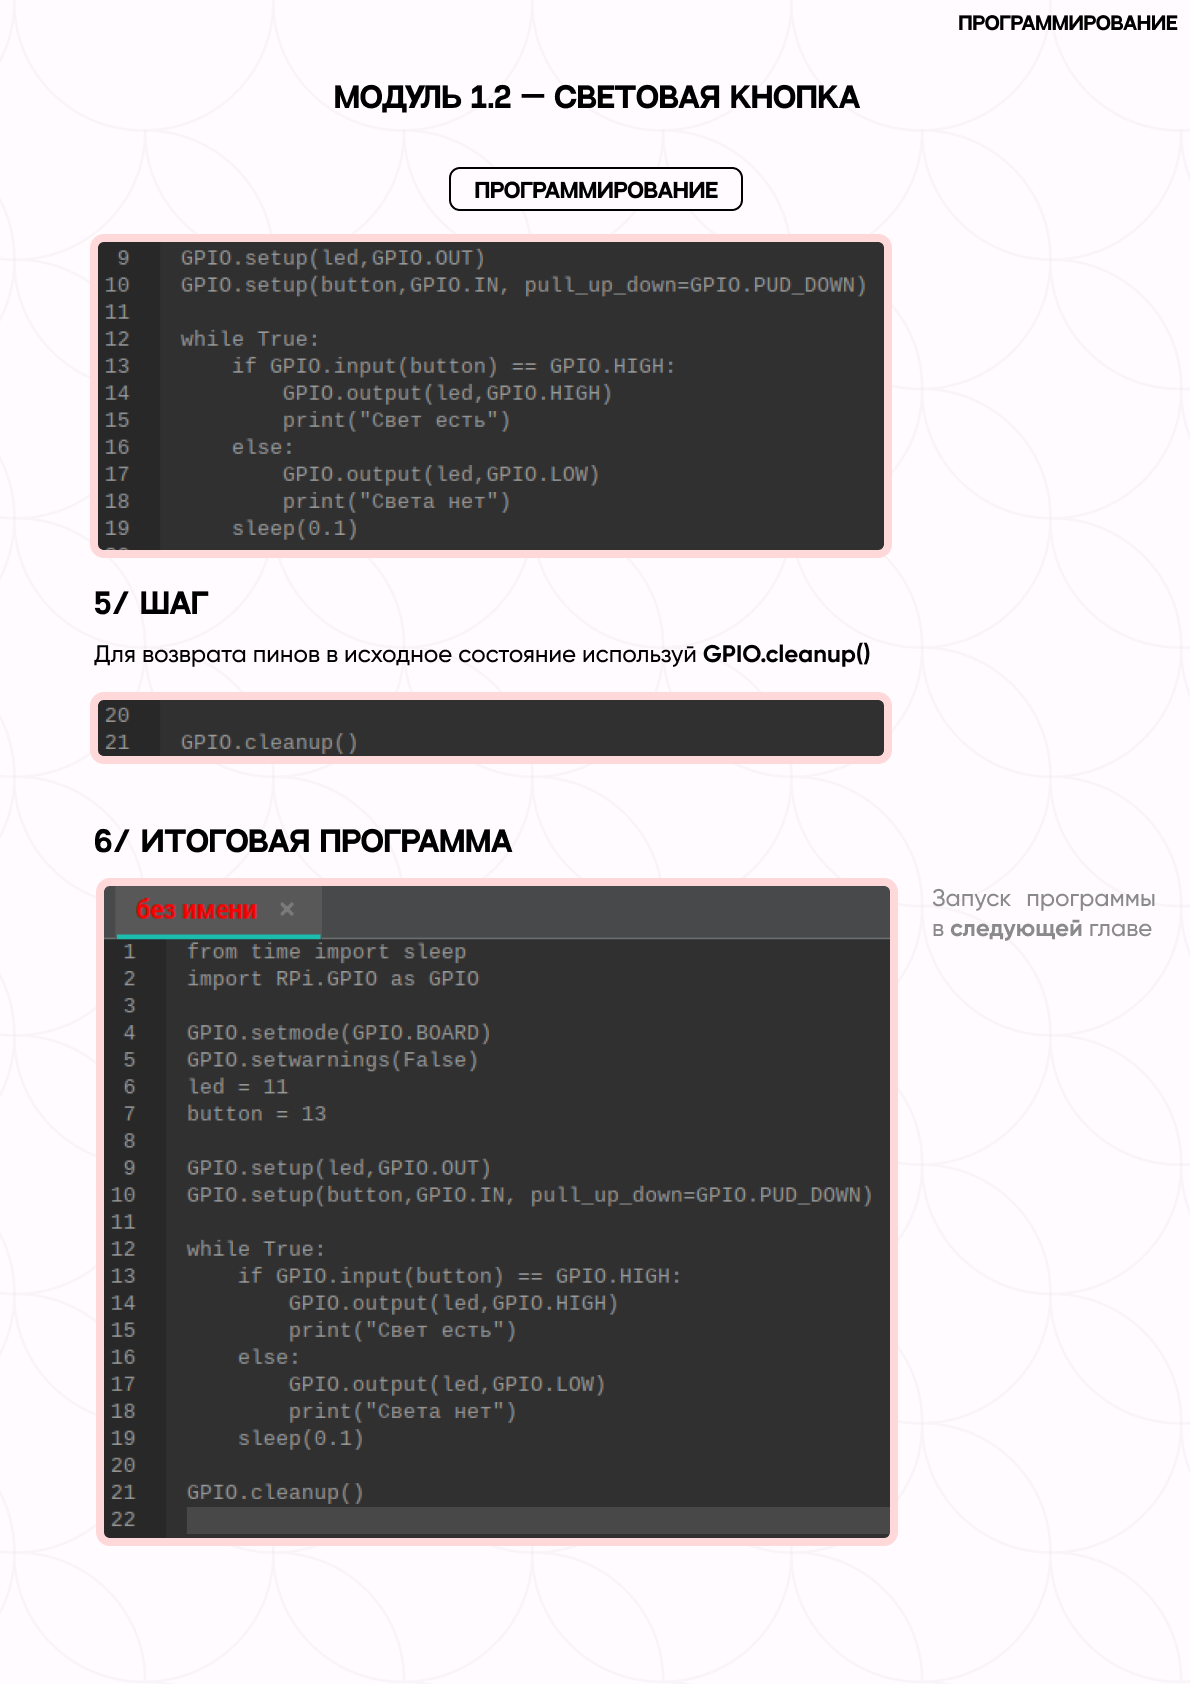 ПРОГРАММИРОВАНИЕ
МОДУЛЬ 1.2 — СВЕТОВАЯ КНОПКА
ПРОГРАММИРОВАНИЕ
9 GPIO.setup(led,GPIO.OUT)
10 GPIO.setup(button,GPIO.IN, pull_up_down=GPIO.PUD_DOWN)
11
12 while True:
13     if GPIO.input(button) == GPIO.HIGH:
14         GPIO.output(led,GPIO.HIGH)
15         print("Свет есть")
16     else:
17         GPIO.output(led,GPIO.LOW)
18         print("Света нет")
19     sleep(0.1)
5/ ШАГ
Для возврата пинов в исходное состояние используй GPIO.cleanup()
20
21 GPIO.cleanup()
6/ ИТОГОВАЯ ПРОГРАММА
без имени ×
1 from time import sleep
2 import RPi.GPIO as GPIO
3
4 GPIO.setmode(GPIO.BOARD)
5 GPIO.setwarnings(False)
6 led = 11
7 button = 13
8
9 GPIO.setup(led,GPIO.OUT)
10 GPIO.setup(button,GPIO.IN, pull_up_down=GPIO.PUD_DOWN)
11
12 while True:
13     if GPIO.input(button) == GPIO.HIGH:
14         GPIO.output(led,GPIO.HIGH)
15         print("Свет есть")
16     else:
17         GPIO.output(led,GPIO.LOW)
18         print("Света нет")
19     sleep(0.1)
20
21 GPIO.cleanup()
22
Запуск программы
в следующей главе